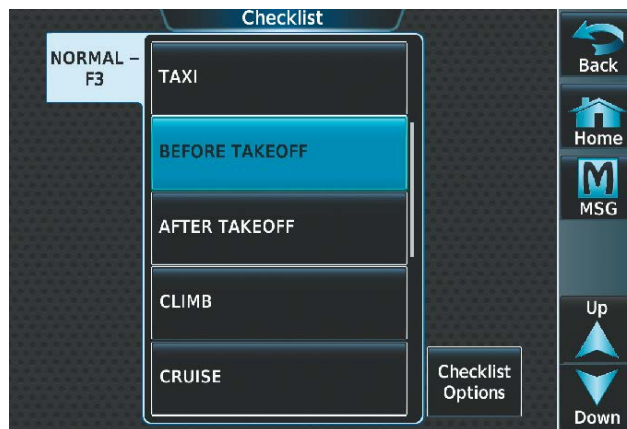 Checklist
NORMAL –
F3
TAXI
BEFORE TAKEOFF
AFTER TAKEOFF
CLIMB
CRUISE
Checklist
Options
Back
Home
MSG
Up
Down